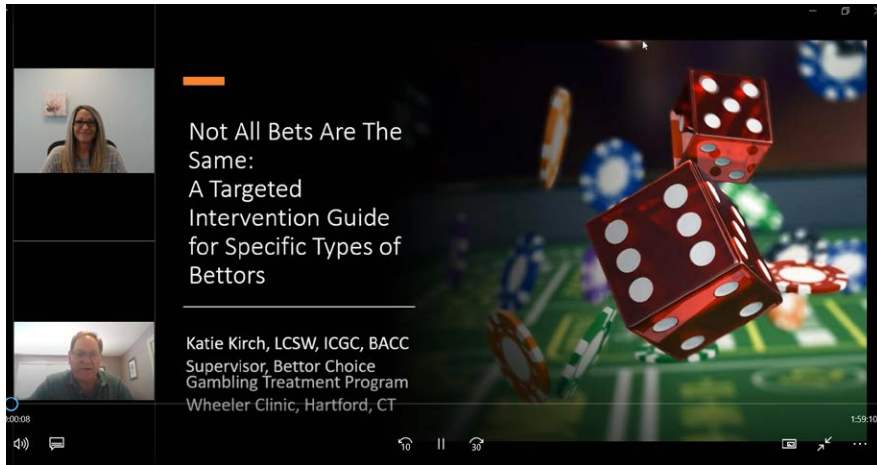 Not All Bets Are The
Same:
A Targeted
Intervention Guide
for Specific Types of
Bettors
Katie Kirch, LCSW, ICGC, BACC
Supervisor, Bettor Choice
Gambling Treatment Program
Wheeler Clinic, Hartford, CT
0:00:08
1:59:10
10
30